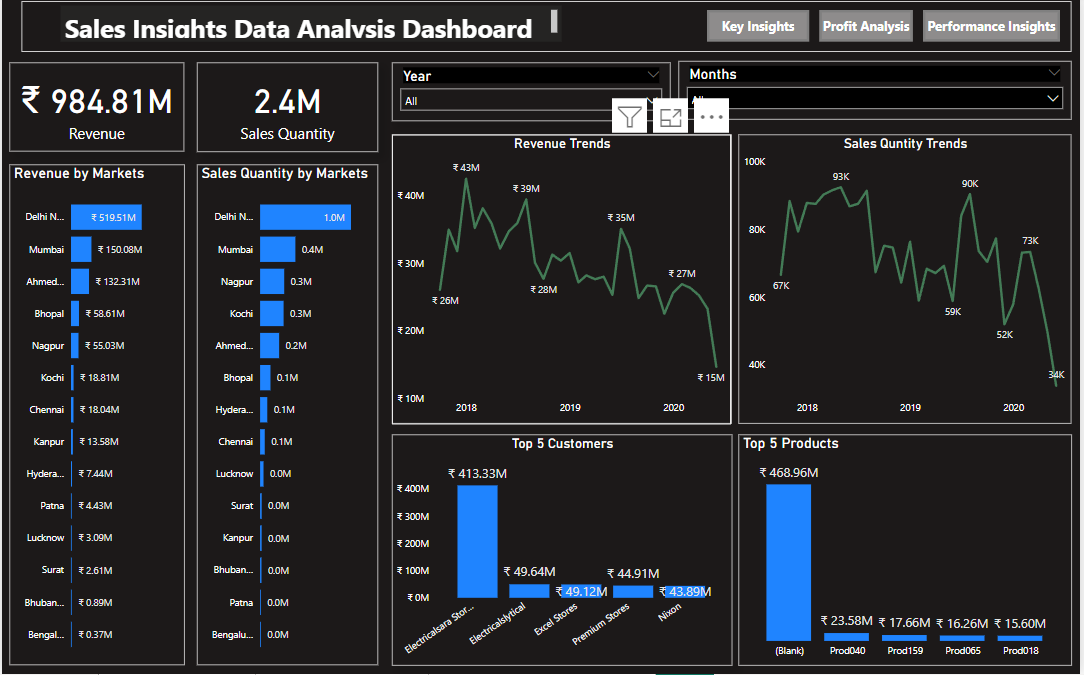 Sales Insights Data Analysis Dashboard
Key Insights
Profit Analysis
Performance Insights
₹ 984.81M
Revenue
2.4M
Sales Quantity
Year
All
Months
Revenue by Markets
Delhi N... ₹ 519.51M
Mumbai ₹ 150.08M
Ahmed... ₹ 132.31M
Bhopal ₹ 58.61M
Nagpur ₹ 55.03M
Kochi ₹ 18.81M
Chennai ₹ 18.04M
Kanpur ₹ 13.58M
Hydera... ₹ 7.44M
Patna ₹ 4.43M
Lucknow ₹ 3.09M
Surat ₹ 2.61M
Bhuban... ₹ 0.89M
Bengal... ₹ 0.37M
Sales Quantity by Markets
Delhi N... 1.0M
Mumbai 0.4M
Nagpur 0.3M
Kochi 0.3M
Ahmed... 0.2M
Bhopal 0.1M
Hydera... 0.1M
Chennai 0.1M
Lucknow 0.0M
Surat 0.0M
Kanpur 0.0M
Bhuban... 0.0M
Patna 0.0M
Bengalu... 0.0M
Revenue Trends
₹ 40M
₹ 30M
₹ 20M
₹ 10M
₹ 26M
₹ 43M
₹ 39M
₹ 28M
₹ 35M
₹ 27M
₹ 15M
2018 2019 2020
Sales Quntity Trends
100K
80K
60K
40K
67K
93K
59K
90K
52K
73K
34K
2018 2019 2020
Top 5 Customers
₹ 400M
₹ 300M
₹ 200M
₹ 100M
₹ 0M
₹ 413.33M
₹ 49.64M
₹ 49.12M
₹ 44.91M
₹ 43.89M
Electricalsara Stor...
Electricalslytical
Excel Stores
Premium Stores
Nixon
Top 5 Products
₹ 468.96M
₹ 23.58M
₹ 17.66M
₹ 16.26M
₹ 15.60M
(Blank) Prod040 Prod159 Prod065 Prod018